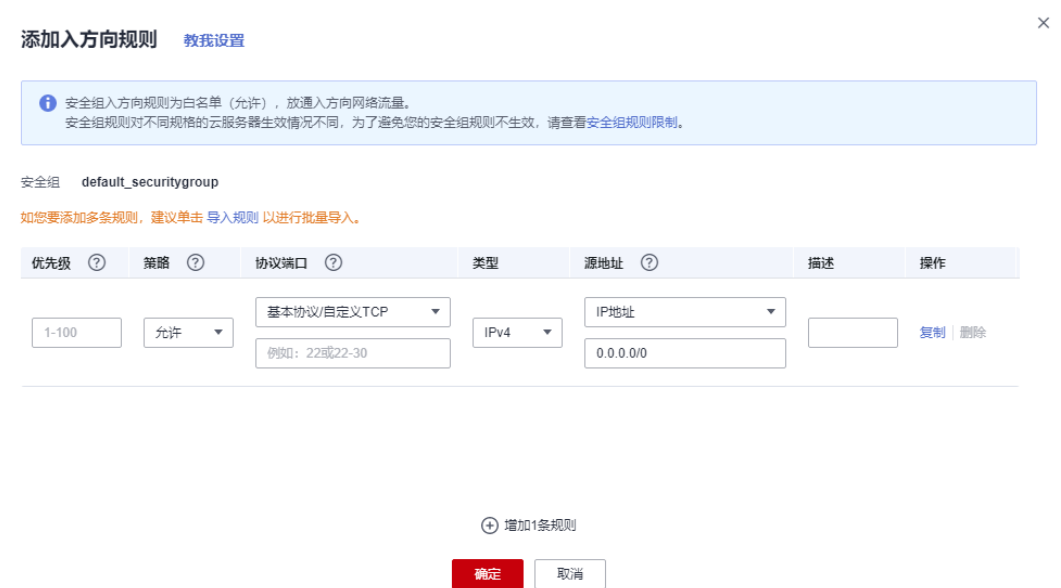 添加入方向规则 教我设置
安全组入方向规则为白名单（允许），放通入方向网络流量。
安全组规则对不同规格的云服务器生效情况不同，为了避免您的安全组规则不生效，请查看安全组规则限制。
安全组 default_securitygroup
如您要添加多条规则，建议单击 导入规则 以进行批量导入。
优先级 ? 策略 ? 协议端口 ? 类型 源地址 ? 描述 操作
基本协议/自定义TCP IP地址
1-100 允许 IPv4 复制 删除
例如：22或22-30 0.0.0.0/0
增加1条规则
确定 取消